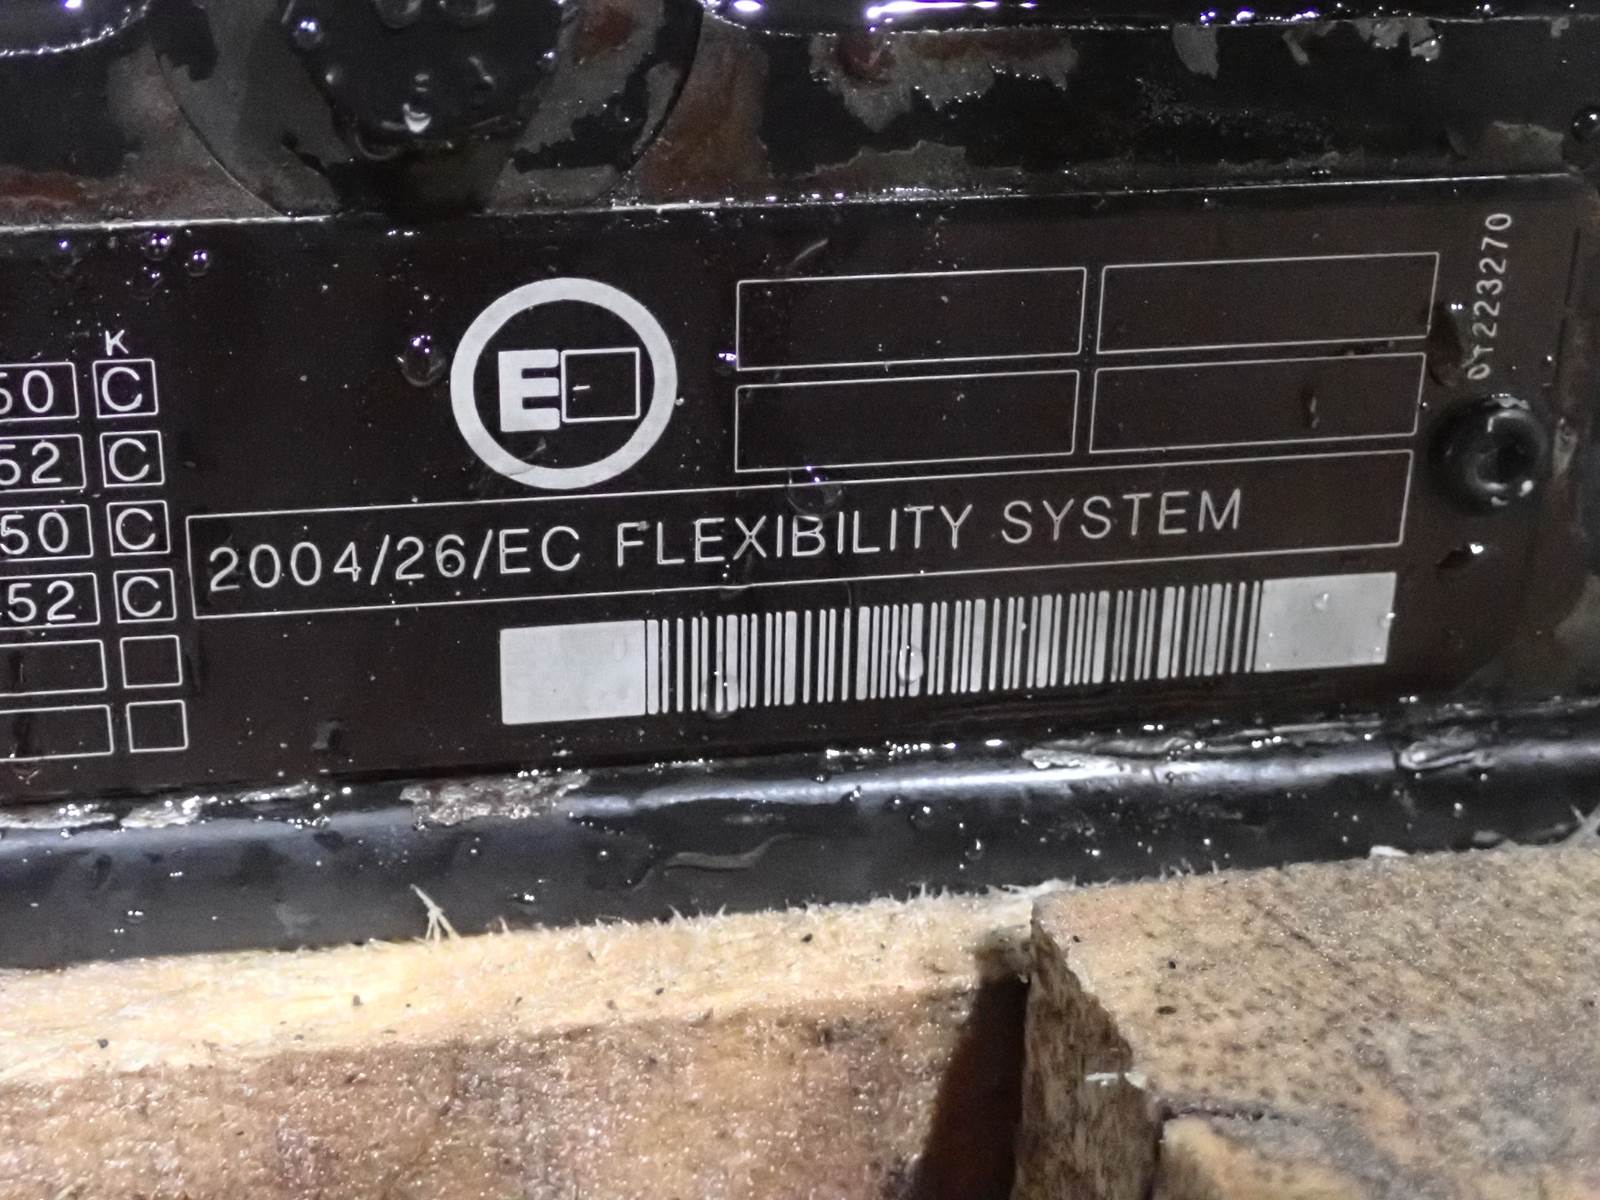 K
50 C
52 C
50 C
52 C
E
2004/26/EC FLEXIBILITY SYSTEM
0T223270